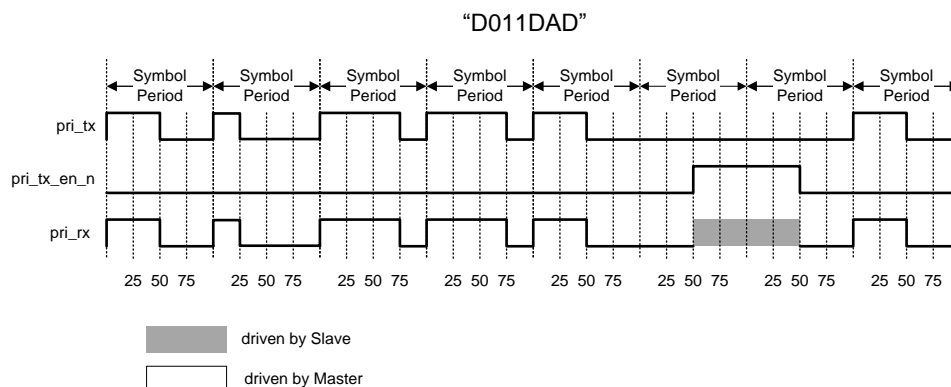 “D011DAD”
Symbol Period Symbol Period Symbol Period Symbol Period Symbol Period Symbol Period Symbol Period Symbol Period
pri_tx
pri_tx_en_n
pri_rx
25 50 75 25 50 75 25 50 75 25 50 75 25 50 75 25 50 75 25 50 75 25 50 75
driven by Slave
driven by Master